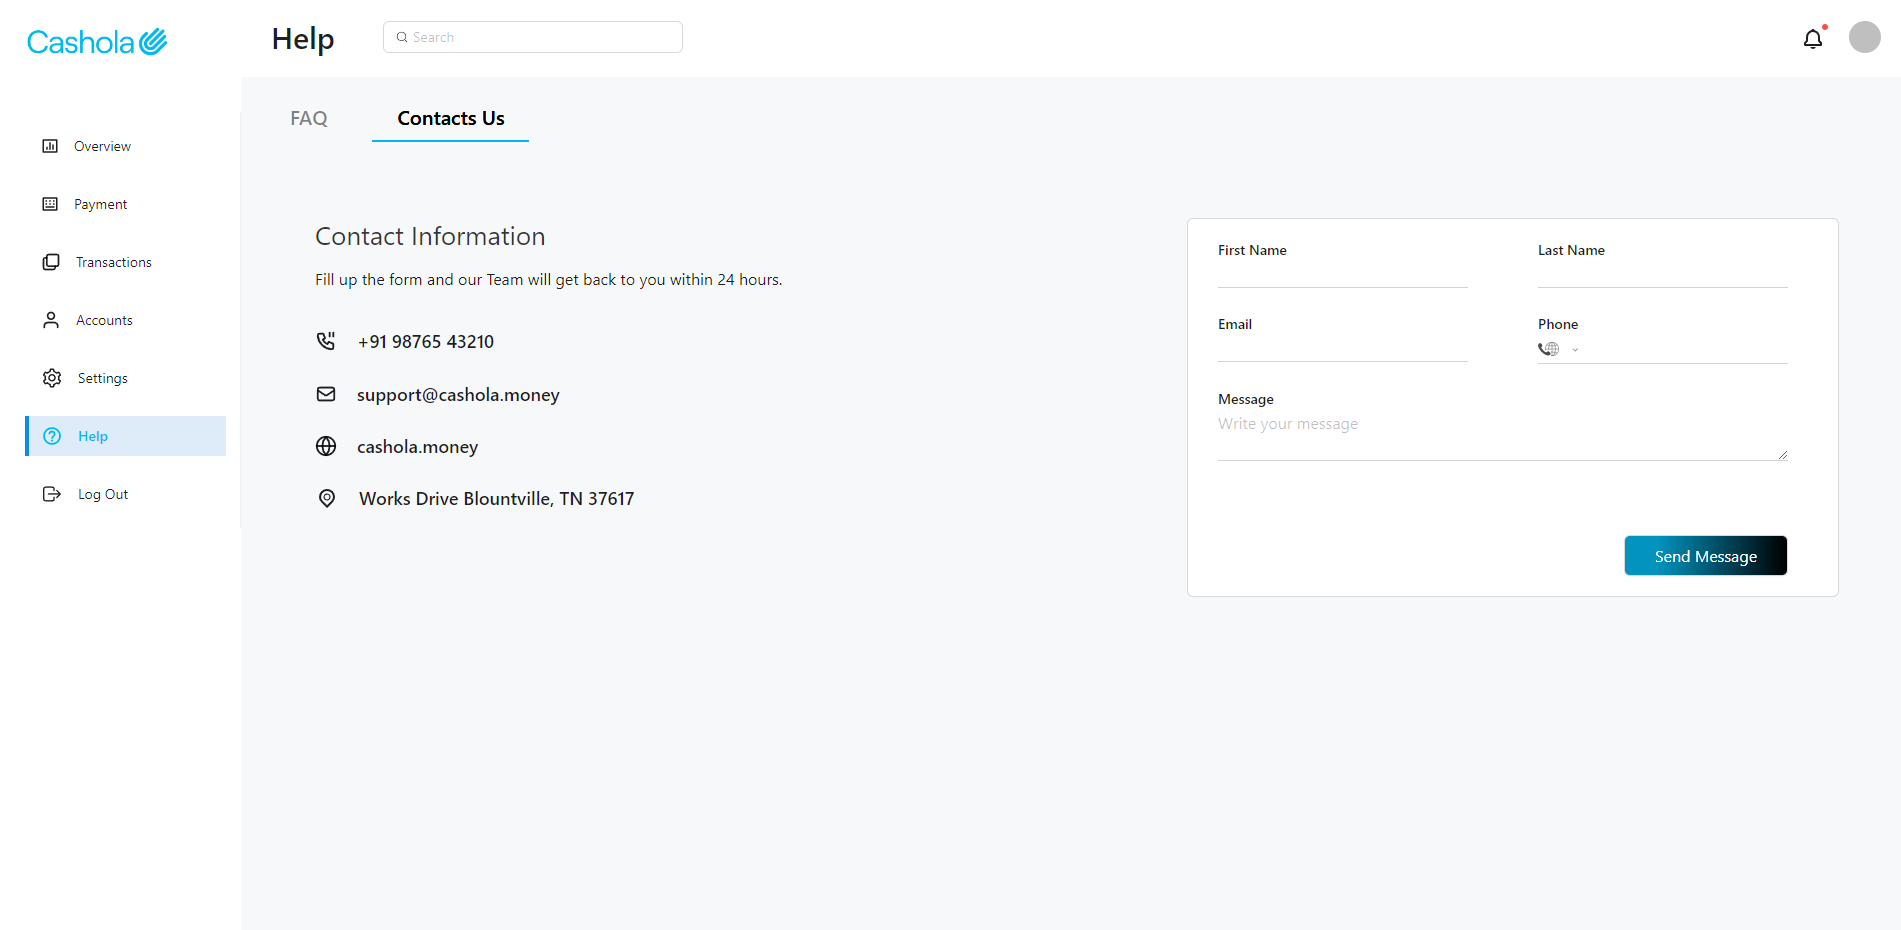 Cashola
Help
Search
Overview
Payment
Transactions
Accounts
Settings
Help
Log Out
FAQ
Contacts Us
Contact Information
Fill up the form and our Team will get back to you within 24 hours.
+91 98765 43210
support@cashola.money
cashola.money
Works Drive Blountville, TN 37617
First Name
Last Name
Email
Phone
Message
Write your message
Send Message